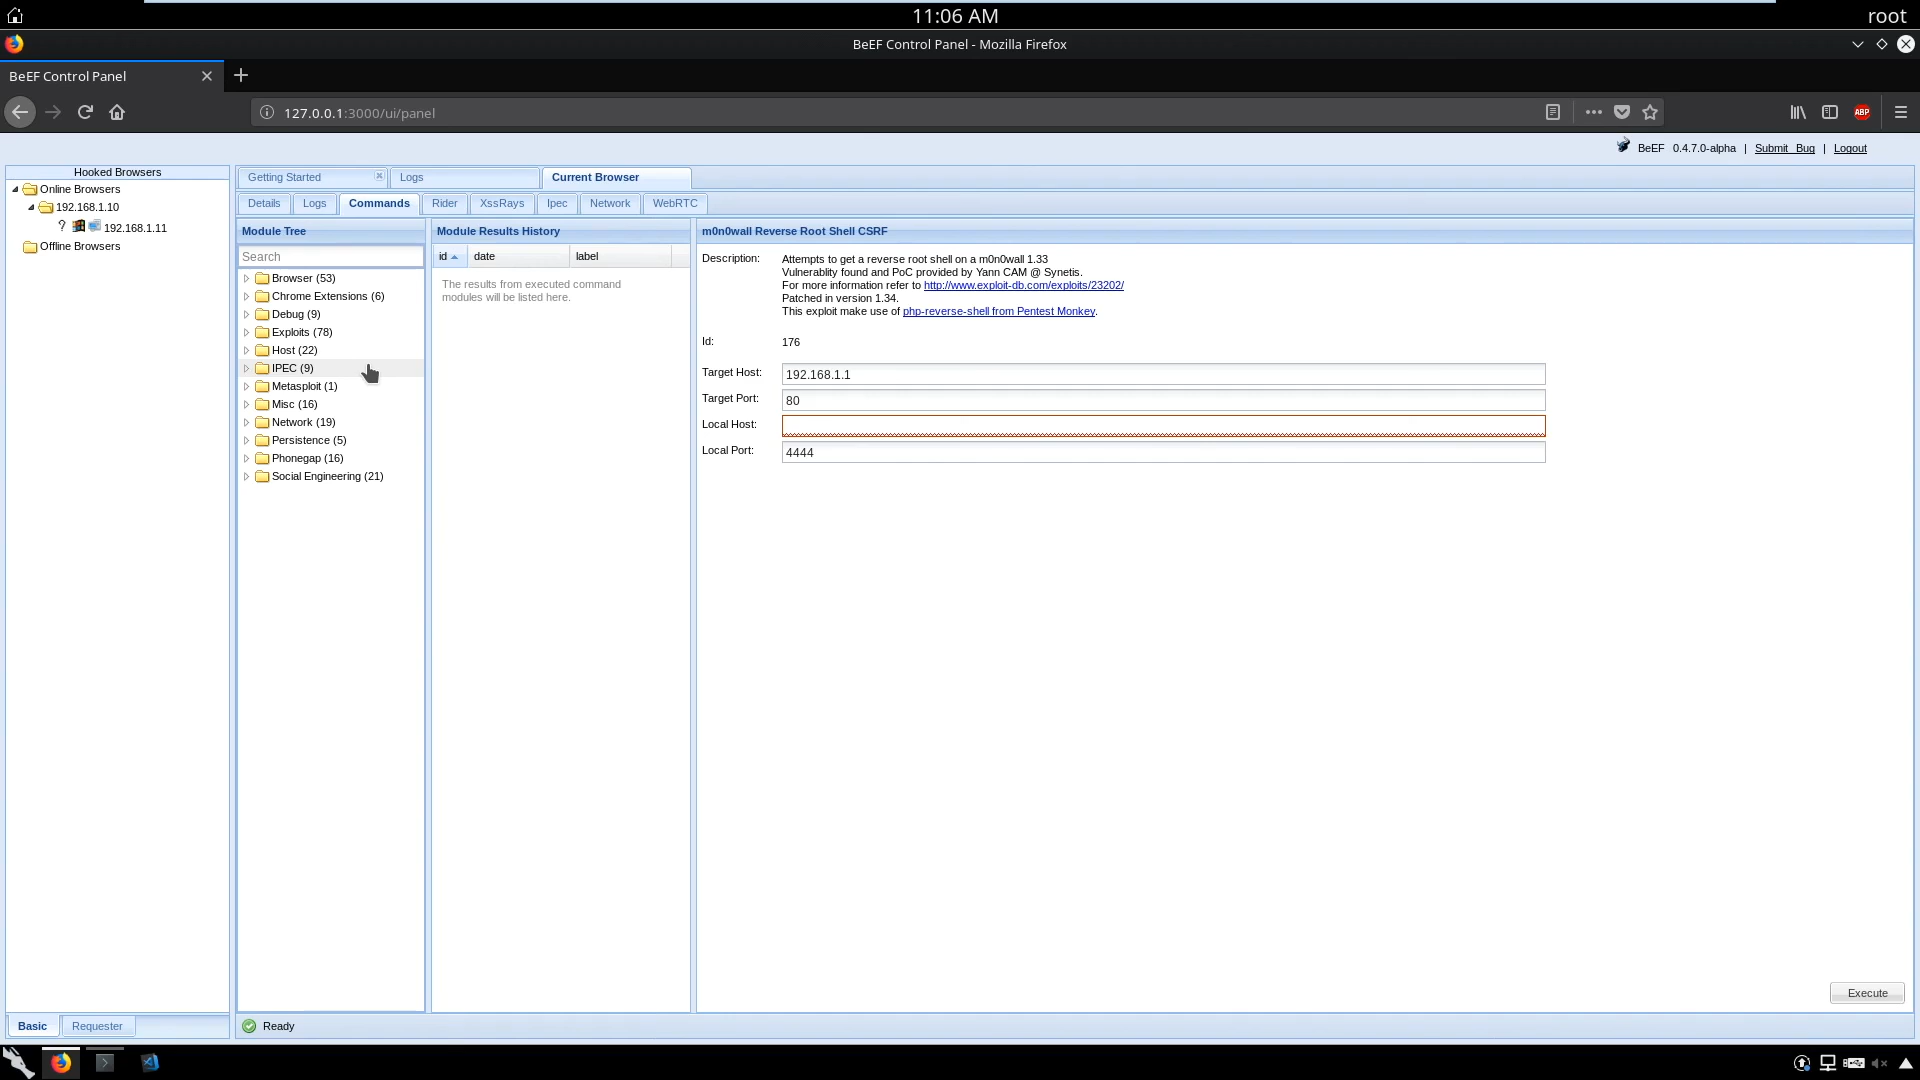 11:06 AM
root
BeEF Control Panel - Mozilla Firefox
BeEF Control Panel
127.0.0.1:3000/ui/panel
ABP
BeEF 0.4.7.0-alpha | Submit Bug | Logout
Hooked Browsers
Online Browsers
192.168.1.10
? 192.168.1.11
Offline Browsers
Basic
Requester
Getting Started
Logs
Current Browser
Details
Logs
Commands
Rider
XssRays
Ipec
Network
WebRTC
Module Tree
Search
Browser (53)
Chrome Extensions (6)
Debug (9)
Exploits (78)
Host (22)
IPEC (9)
Metasploit (1)
Misc (16)
Network (19)
Persistence (5)
Phonegap (16)
Social Engineering (21)
Module Results History
id date label
The results from executed command
modules will be listed here.
m0n0wall Reverse Root Shell CSRF
Description: Attempts to get a reverse root shell on a m0n0wall 1.33
Vulnerablity found and PoC provided by Yann CAM @ Synetis.
For more information refer to http://www.exploit-db.com/exploits/23202/
Patched in version 1.34.
This exploit make use of php-reverse-shell from Pentest Monkey.
Id: 176
Target Host: 192.168.1.1
Target Port: 80
Local Host:
Local Port: 4444
Execute
Ready